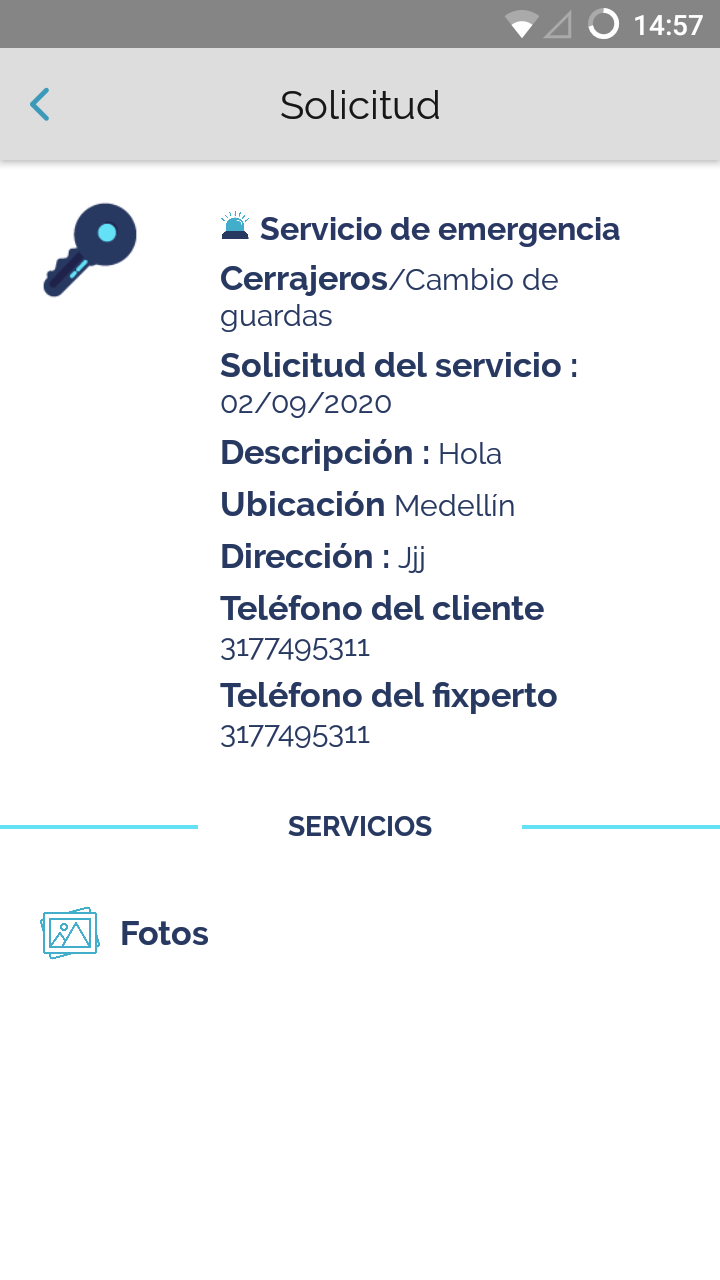 14:57
Solicitud
Servicio de emergencia
Cerrajeros/Cambio de
guardas
Solicitud del servicio :
02/09/2020
Descripción : Hola
Ubicación Medellín
Dirección : Jjj
Teléfono del cliente
3177495311
Teléfono del fixperto
3177495311
SERVICIOS
Fotos